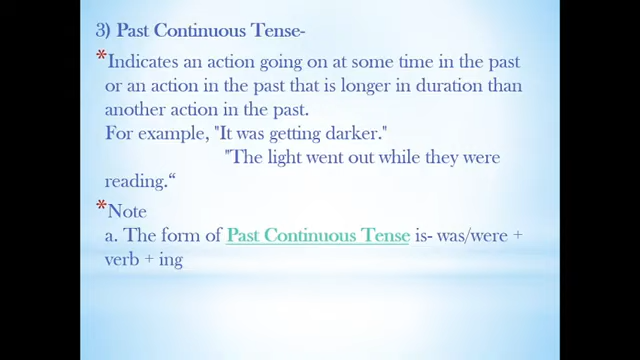 3) Past Continuous Tense-
*Indicates an action going on at some time in the past
or an action in the past that is longer in duration than
another action in the past.
For example, "It was getting darker."
"The light went out while they were
reading.“
*Note
a. The form of Past Continuous Tense is- was/were +
verb + ing